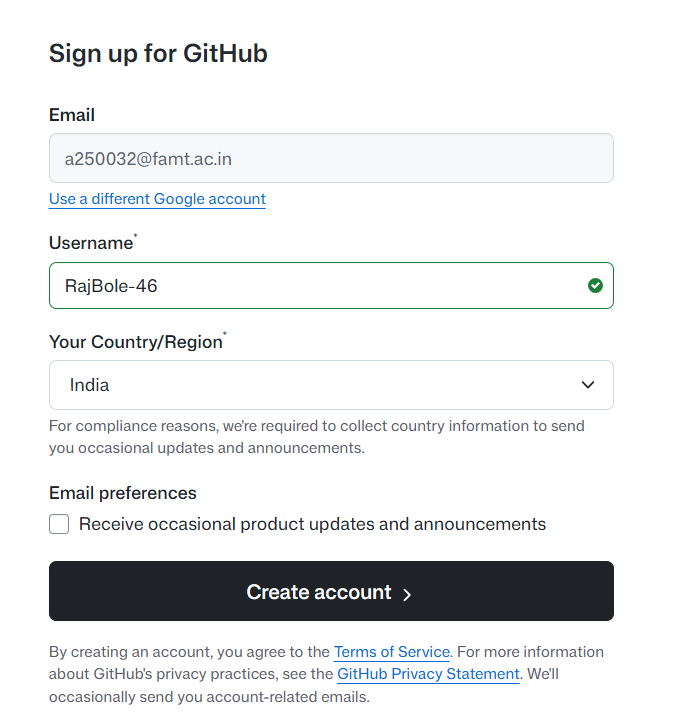 Sign up for GitHub
Email
a250032@famt.ac.in
Use a different Google account
Username*
RajBole-46
Your Country/Region*
India
For compliance reasons, we're required to collect country information to send
you occasional updates and announcements.
Email preferences
Receive occasional product updates and announcements
Create account
By creating an account, you agree to the Terms of Service. For more information
about GitHub's privacy practices, see the GitHub Privacy Statement. We'll
occasionally send you account-related emails.